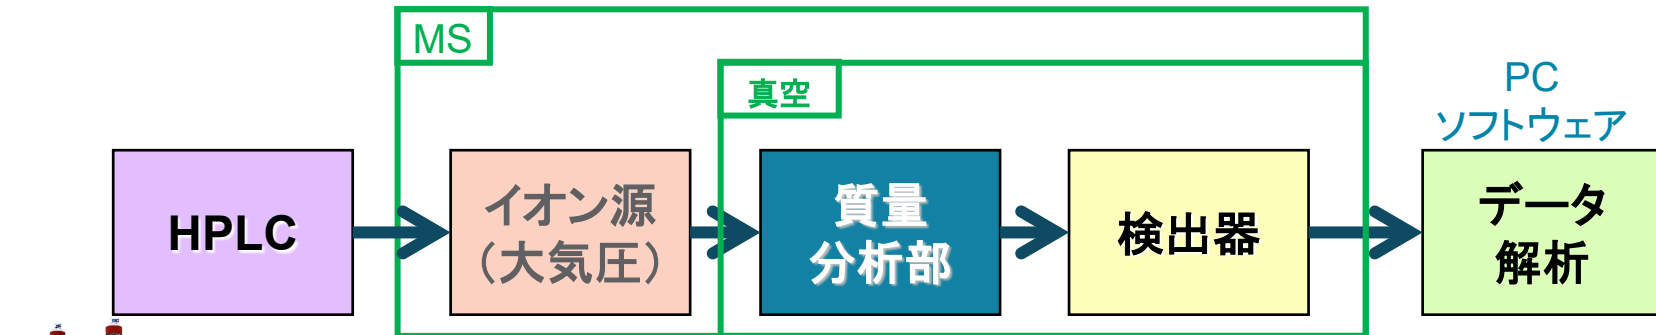 MS
真空
PC
ソフトウェア
HPLC
イオン源
（大気圧）
質量
分析部
検出器
データ
解析